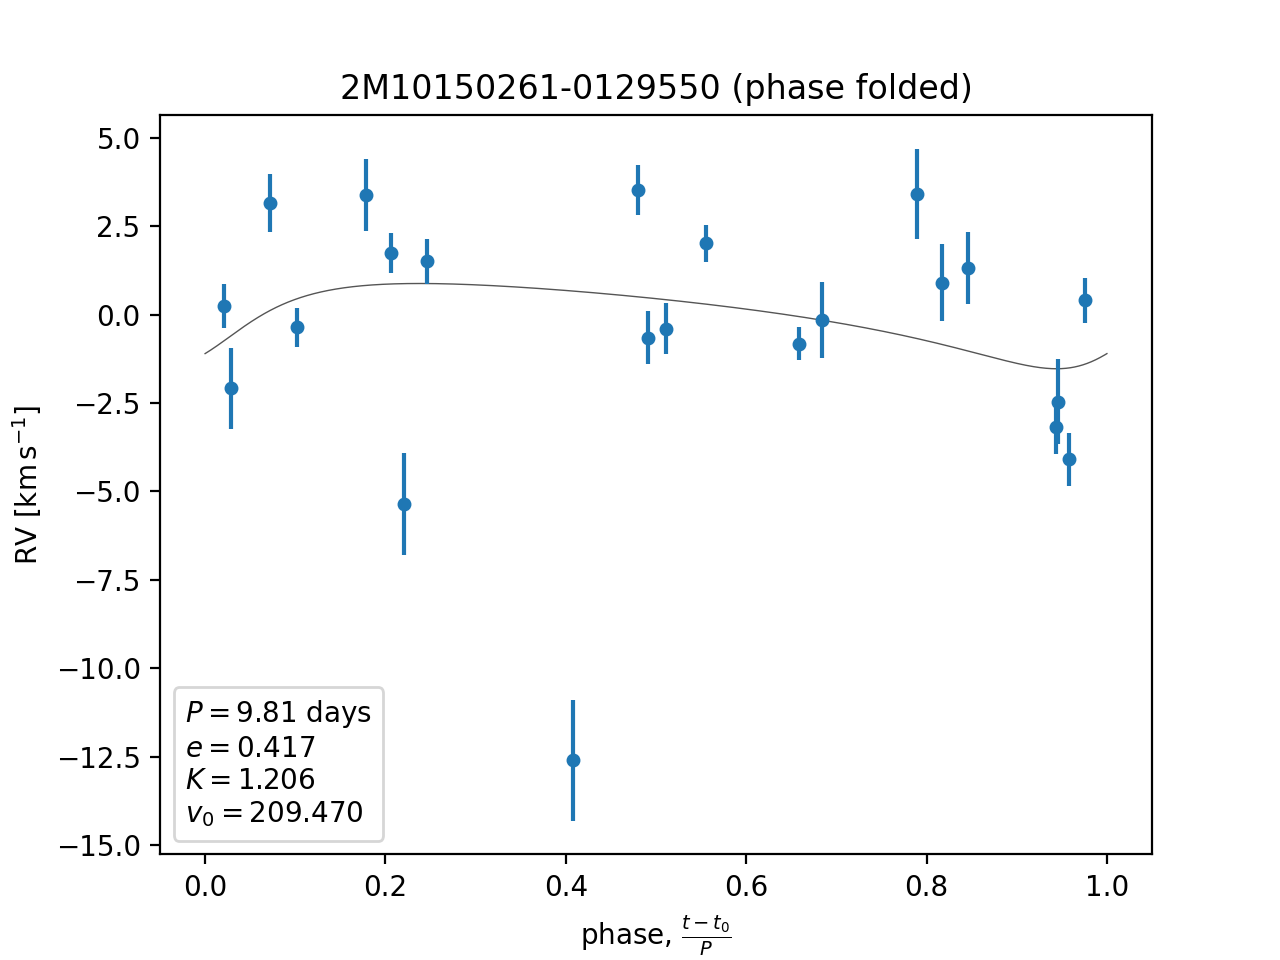 2M10150261-0129550 (phase folded)
5.0
2.5
0.0
−2.5
−5.0
−7.5
−10.0
−12.5
−15.0
RV [km s⁻¹]
P = 9.81 days
e = 0.417
K = 1.206
v₀ = 209.470
0.0 0.2 0.4 0.6 0.8 1.0
phase, (t − t₀)/P